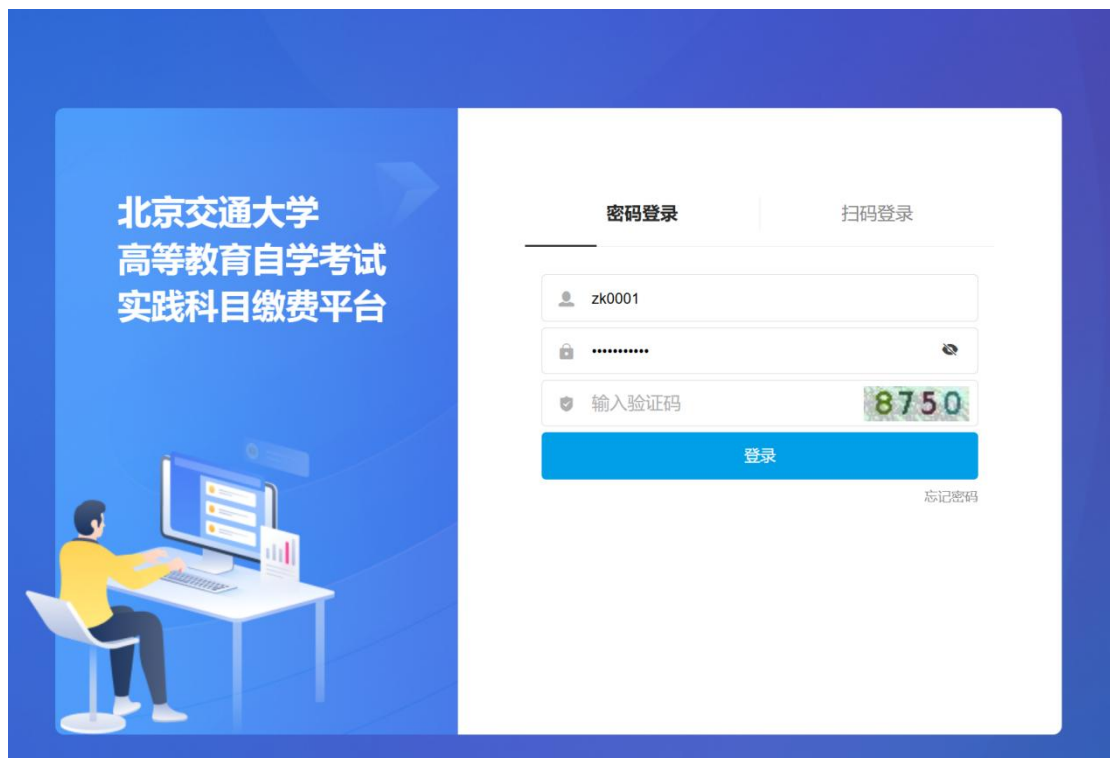 北京交通大学
高等教育自学考试
实践科目缴费平台
密码登录
扫码登录
zk0001
•••••••••••
输入验证码
8750
登录
忘记密码